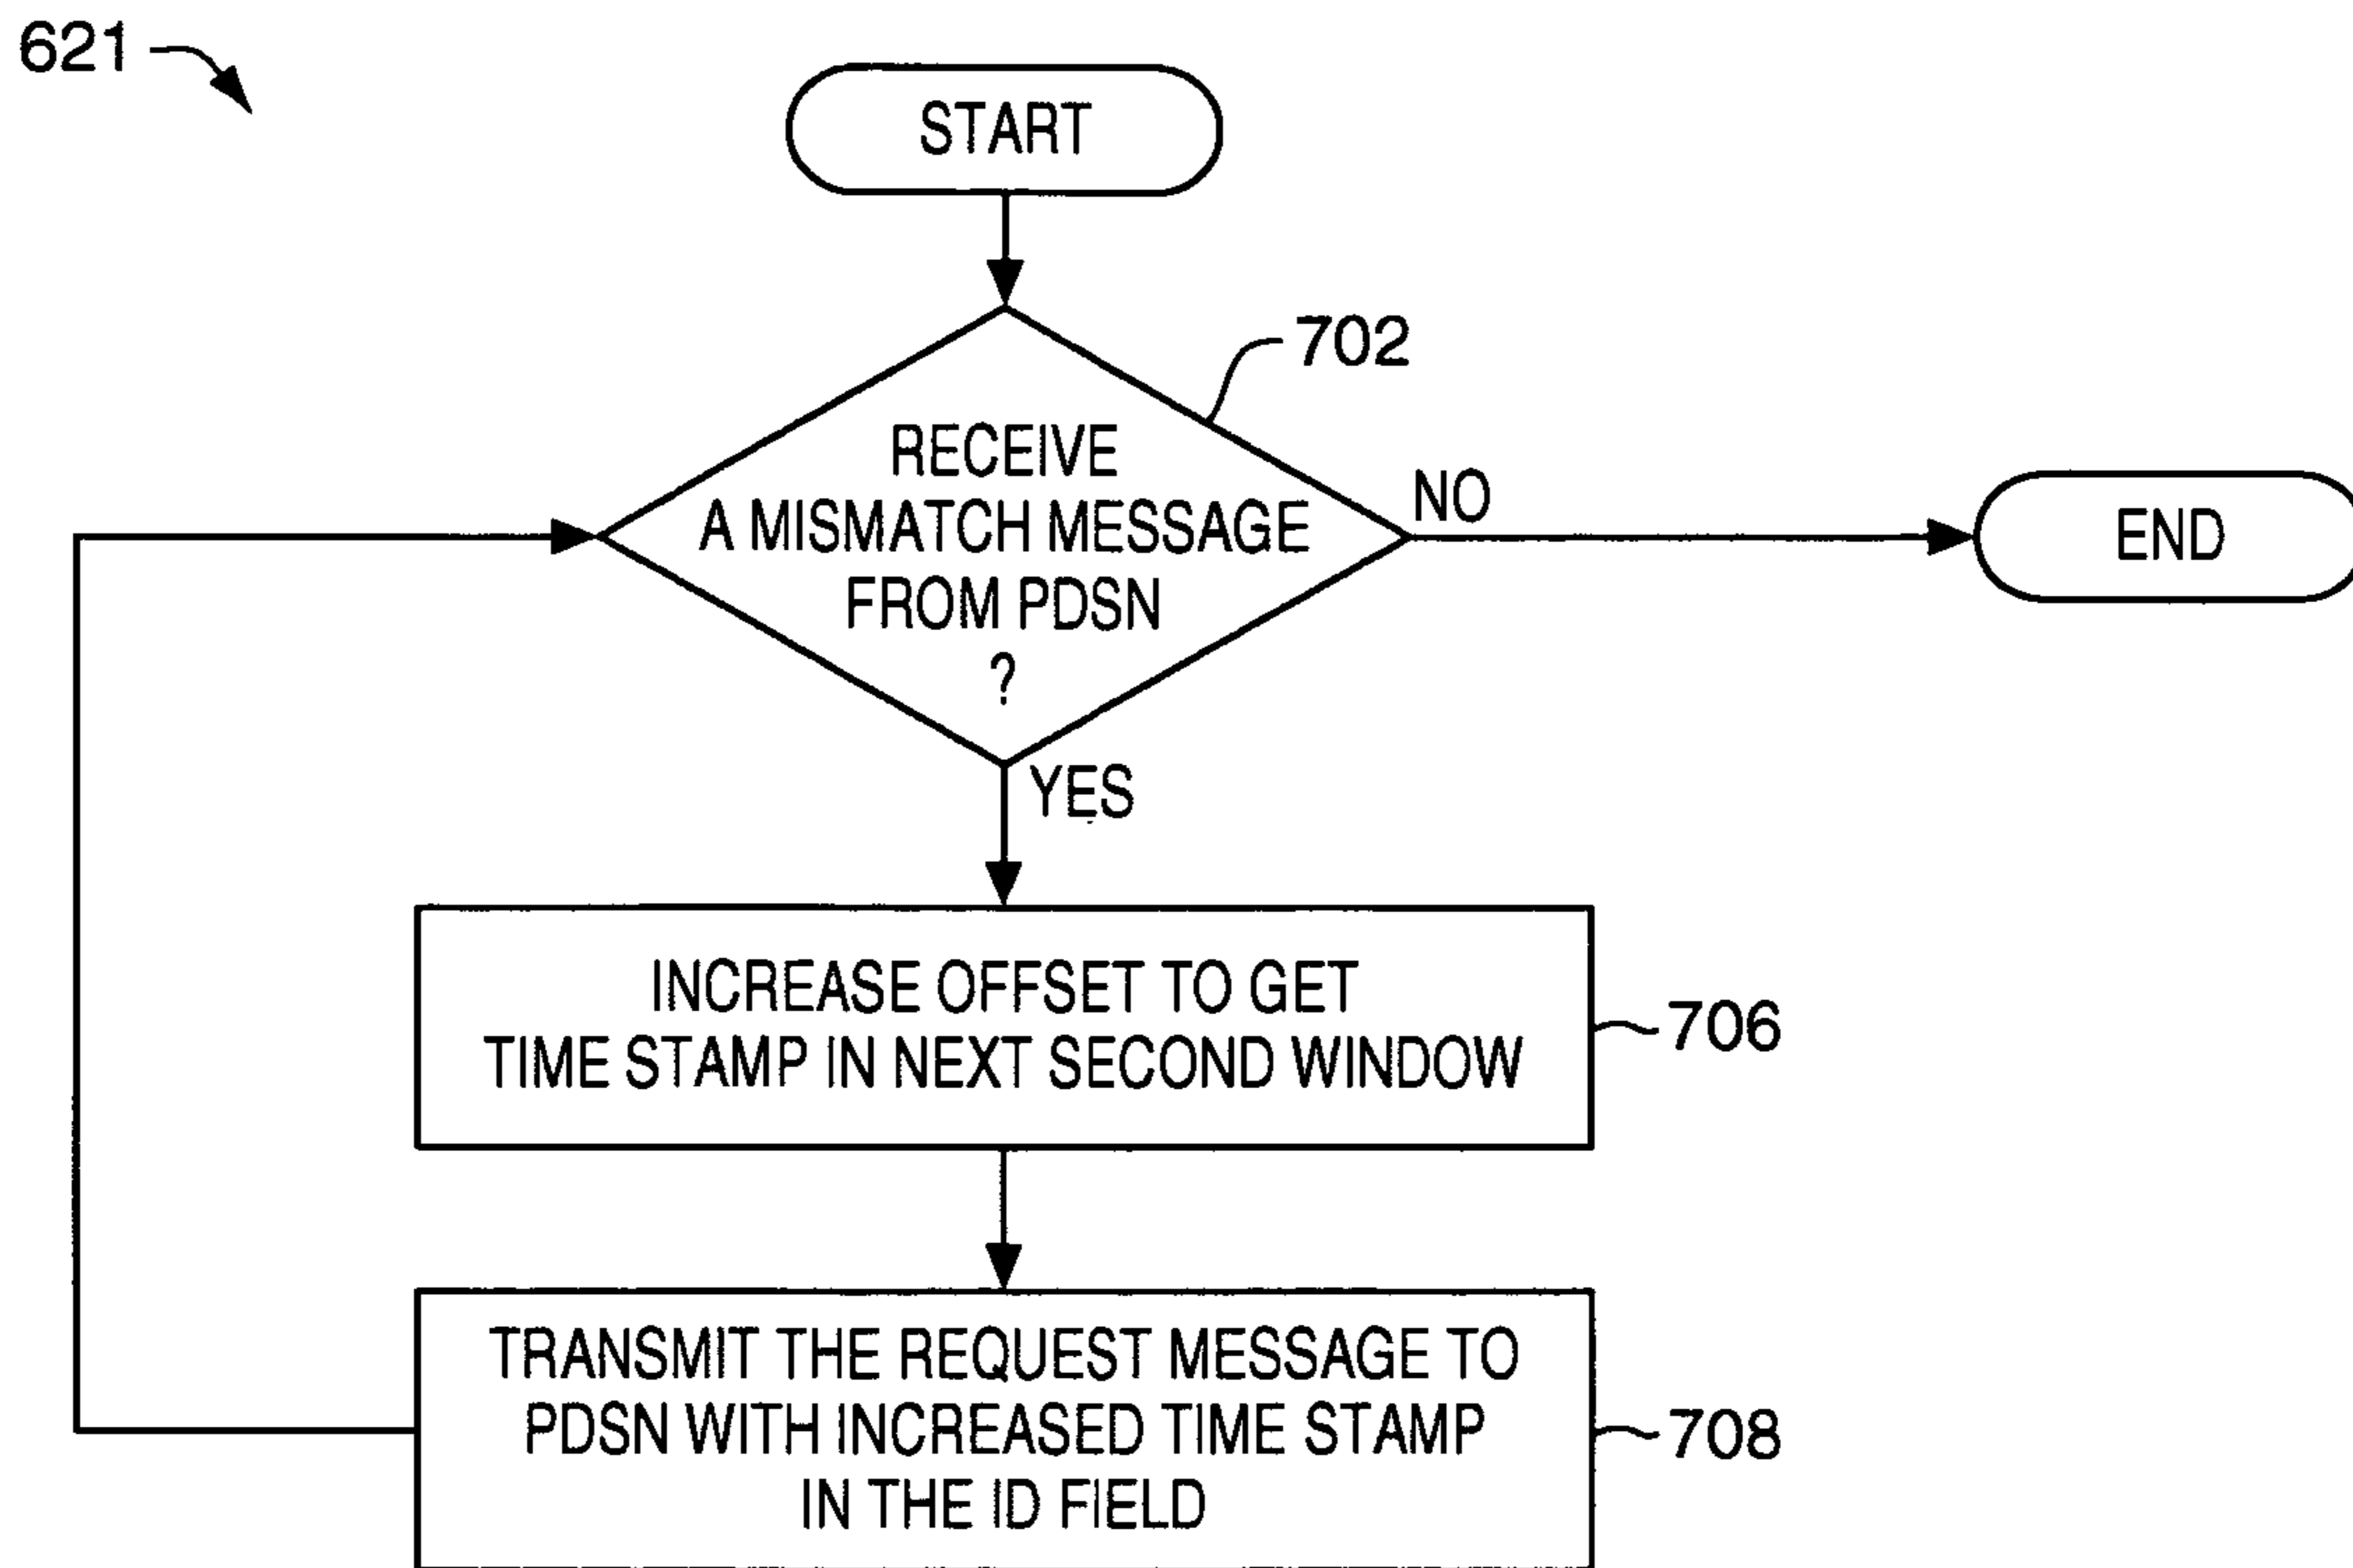 621
START
702
RECEIVE
A MISMATCH MESSAGE
FROM PDSN
?
NO
END
YES
INCREASE OFFSET TO GET
TIME STAMP IN NEXT SECOND WINDOW
706
TRANSMIT THE REQUEST MESSAGE TO
PDSN WITH INCREASED TIME STAMP
IN THE ID FIELD
708